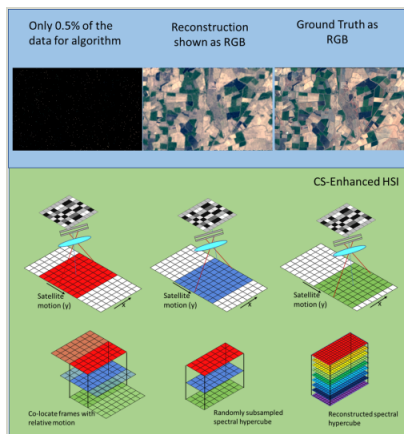 Only 0.5% of the
data for algorithm
Reconstruction
shown as RGB
Ground Truth as
RGB
CS-Enhanced HSI
Satellite
motion (y)
x
Satellite
motion (y)
x
Satellite
motion (y)
x
Co-locate frames with
relative motion
Randomly subsampled
spectral hypercube
Reconstructed spectral
hypercube